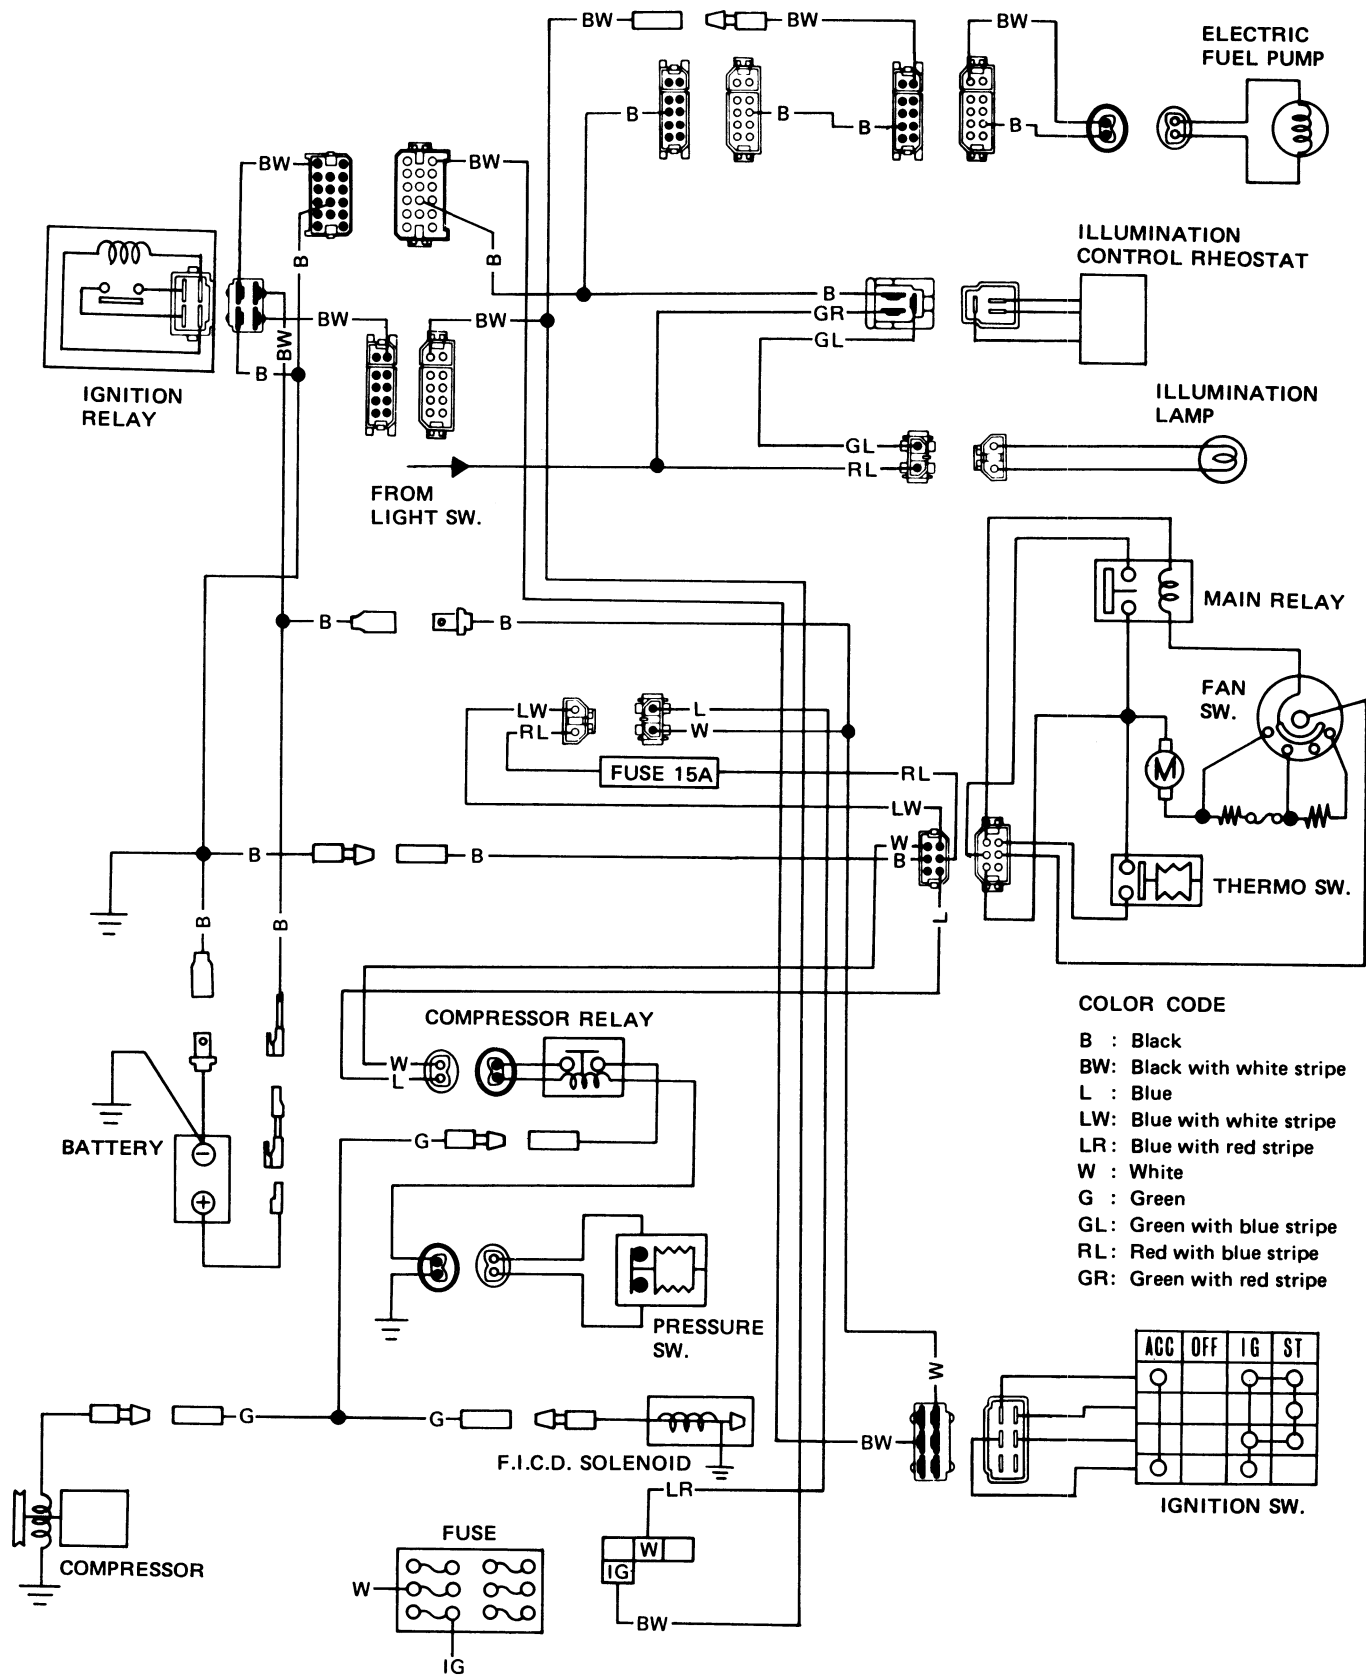 BW
BW
BW
ELECTRIC
FUEL PUMP
B
B
B
B
BW
BW
B
B
ILLUMINATION
CONTROL RHEOSTAT
B
GR
GL
BW
BW
BW
B
IGNITION
RELAY
ILLUMINATION
LAMP
GL
RL
FROM
LIGHT SW.
MAIN RELAY
B
B
FAN
SW.
LW
RL
L
W
FUSE 15A
RL
LW
M
W
B
B
B
L
THERMO SW.
B
B
COLOR CODE
B : Black
BW: Black with white stripe
L : Blue
LW: Blue with white stripe
LR: Blue with red stripe
W : White
G : Green
GL: Green with blue stripe
RL: Red with blue stripe
GR: Green with red stripe
COMPRESSOR RELAY
W
L
BATTERY
G
PRESSURE
SW.
ACC OFF IG ST
W
G
G
BW
F.I.C.D. SOLENOID
LR
IGNITION SW.
COMPRESSOR
FUSE
W
W
IG
BW
IG